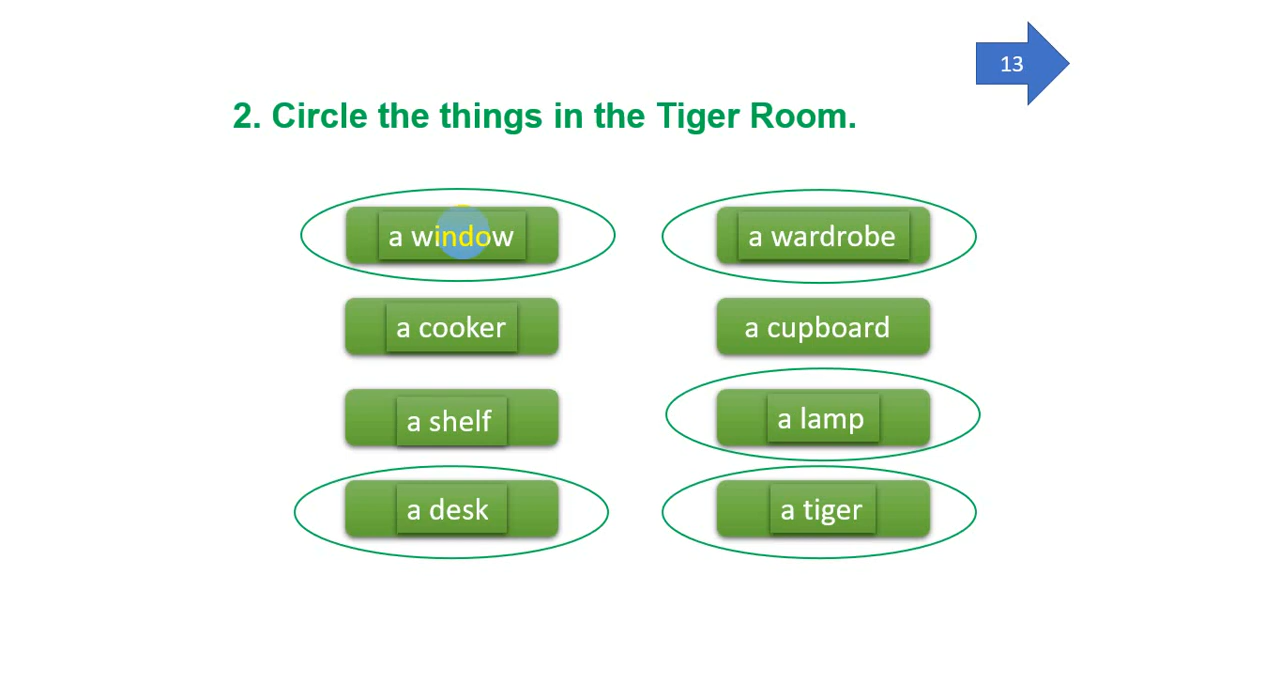 13
2. Circle the things in the Tiger Room.
a window
a wardrobe
a cooker
a cupboard
a shelf
a lamp
a desk
a tiger